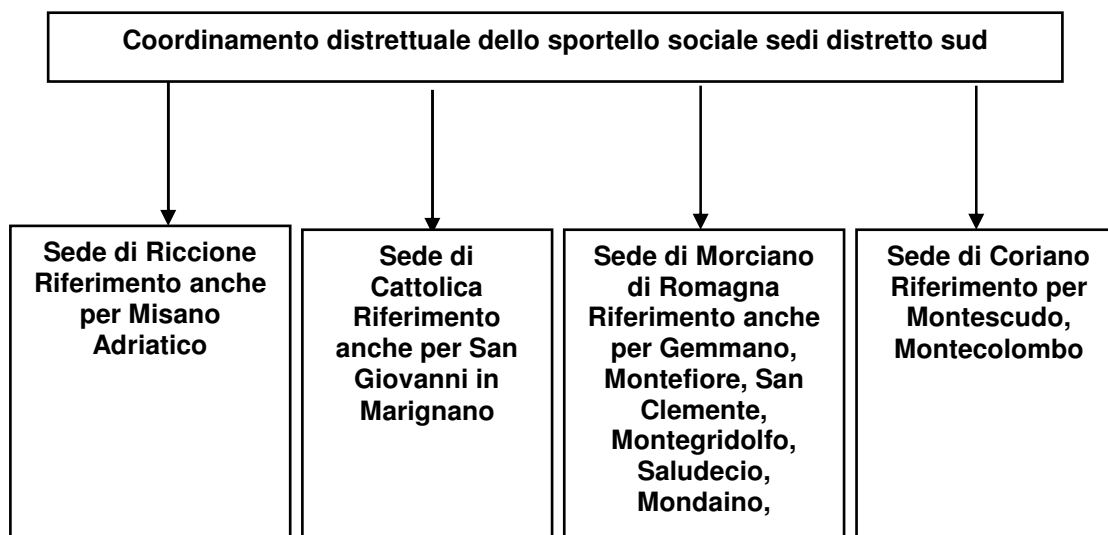 Coordinamento distrettuale dello sportello sociale sedi distretto sud
Sede di Riccione
Riferimento anche
per Misano
Adriatico
Sede di
Cattolica
Riferimento
anche per San
Giovanni in
Marignano
Sede di Morciano
di Romagna
Riferimento anche
per Gemmano,
Montefiore, San
Clemente,
Montegridolfo,
Saludecio,
Mondaino,
Sede di Coriano
Riferimento per
Montescudo,
Montecolombo